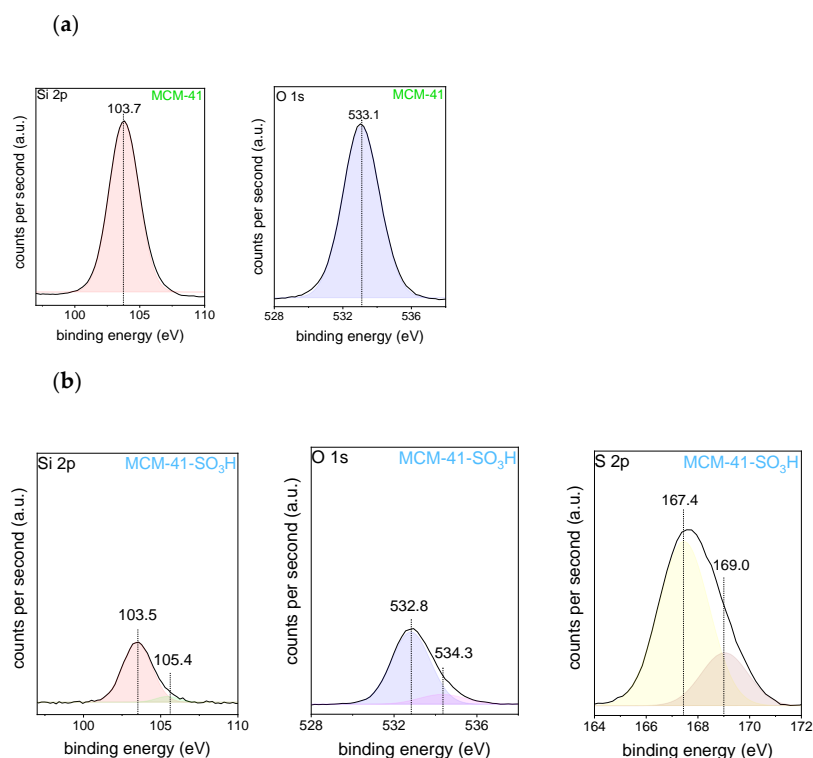 (a)
Si 2p MCM-41
103.7
counts per second (a.u.)
100 105 110
binding energy (eV)
O 1s MCM-41
533.1
counts per second (a.u.)
528 532 536
binding energy (eV)
(b)
Si 2p MCM-41-SO₃H
103.5
105.4
counts per second (a.u.)
100 105 110
binding energy (eV)
O 1s MCM-41-SO₃H
532.8
534.3
counts per second (a.u.)
528 532 536
binding energy (eV)
S 2p MCM-41-SO₃H
167.4
169.0
counts per second (a.u.)
164 166 168 170 172
binding energy (eV)